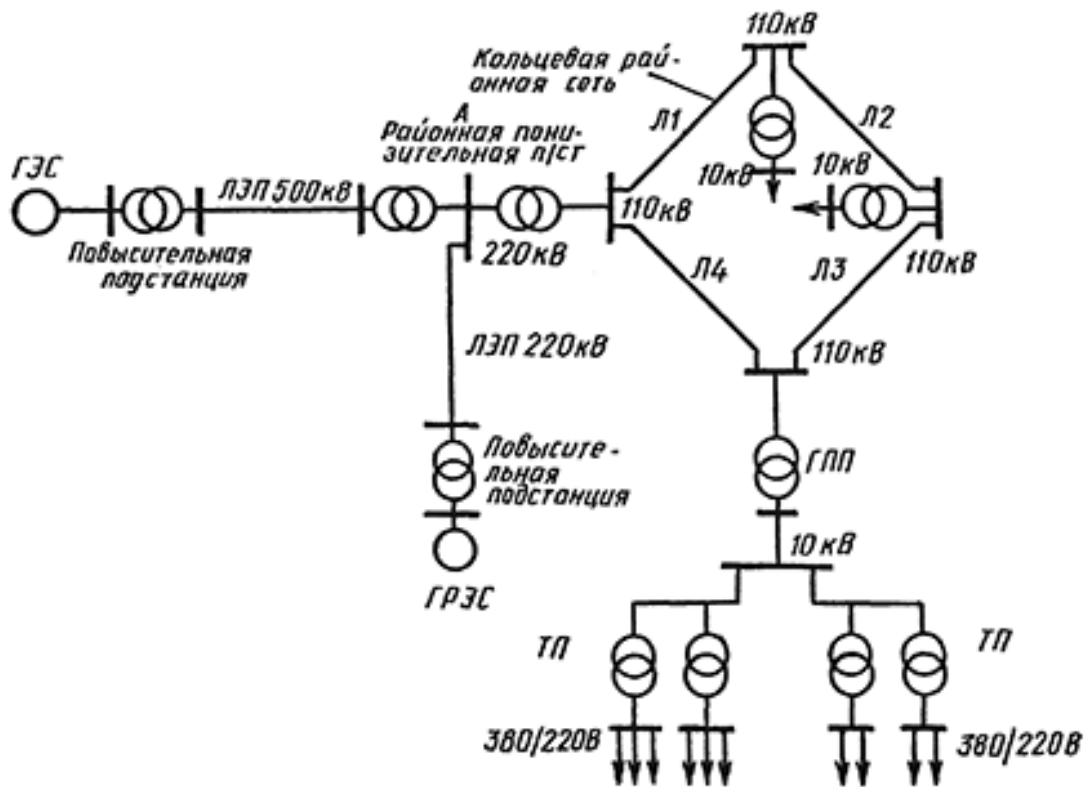 110кВ
Кольцевая рай-
онная сеть
Л1
Л2
А
Районная пони-
зительная п/ст
ГЭС
ЛЭП 500кВ
10кВ
10кВ
110кВ
220кВ
110кВ
Повысительная
подстанция
Л4
Л3
ЛЭП 220кВ
110кВ
Повысите-
льная
подстанция
ГПП
10кВ
ГРЭС
ТП
ТП
380/220В
380/220В